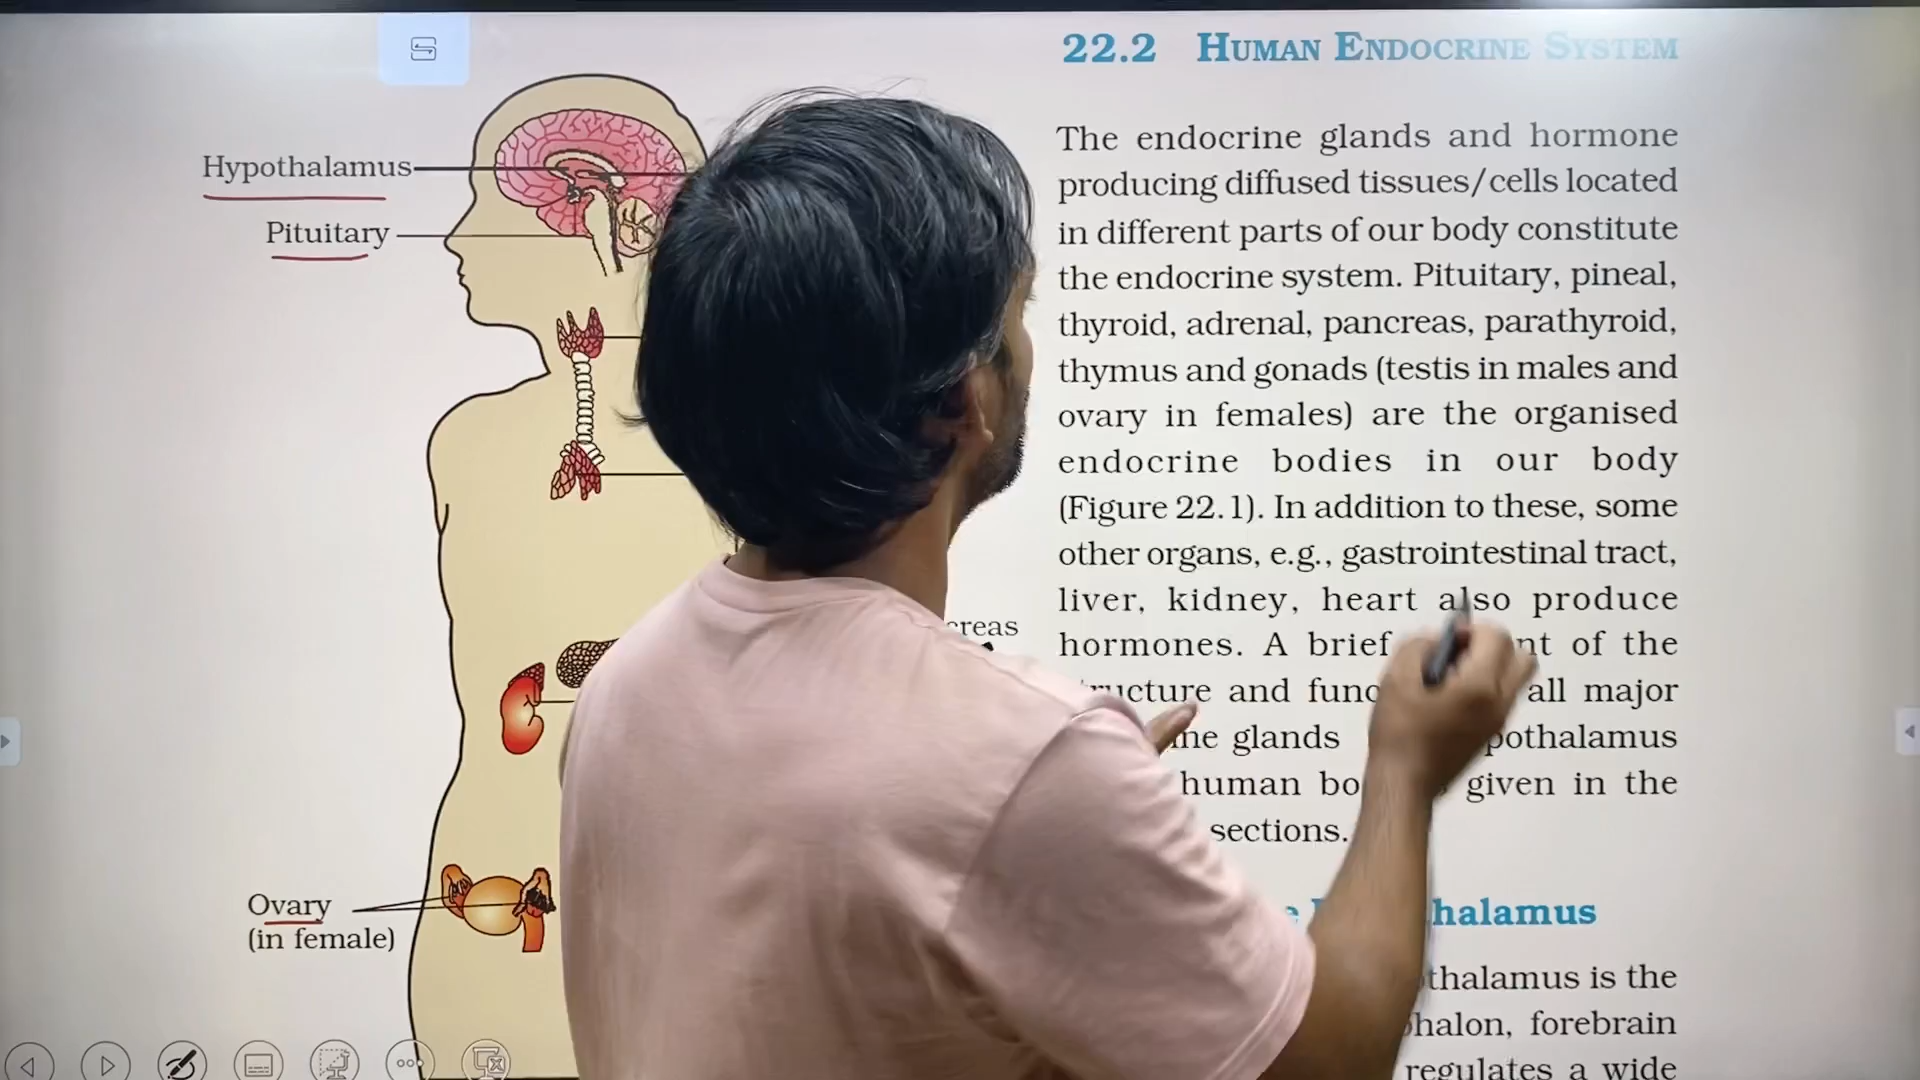 22.2 HUMAN ENDOCRINE SYSTEM
Hypothalamus
Pituitary
creas
Ovary
(in female)
The endocrine glands and hormone
producing diffused tissues/cells located
in different parts of our body constitute
the endocrine system. Pituitary, pineal,
thyroid, adrenal, pancreas, parathyroid,
thymus and gonads (testis in males and
ovary in females) are the organised
endocrine bodies in our body
(Figure 22.1). In addition to these, some
other organs, e.g., gastrointestinal tract,
liver, kidney, heart also produce
hormones. A brief nt of the
ructure and func all major
ine glands pothalamus
human bo given in the
sections.
halamus
thalamus is the
halon, forebrain
regulates a wide